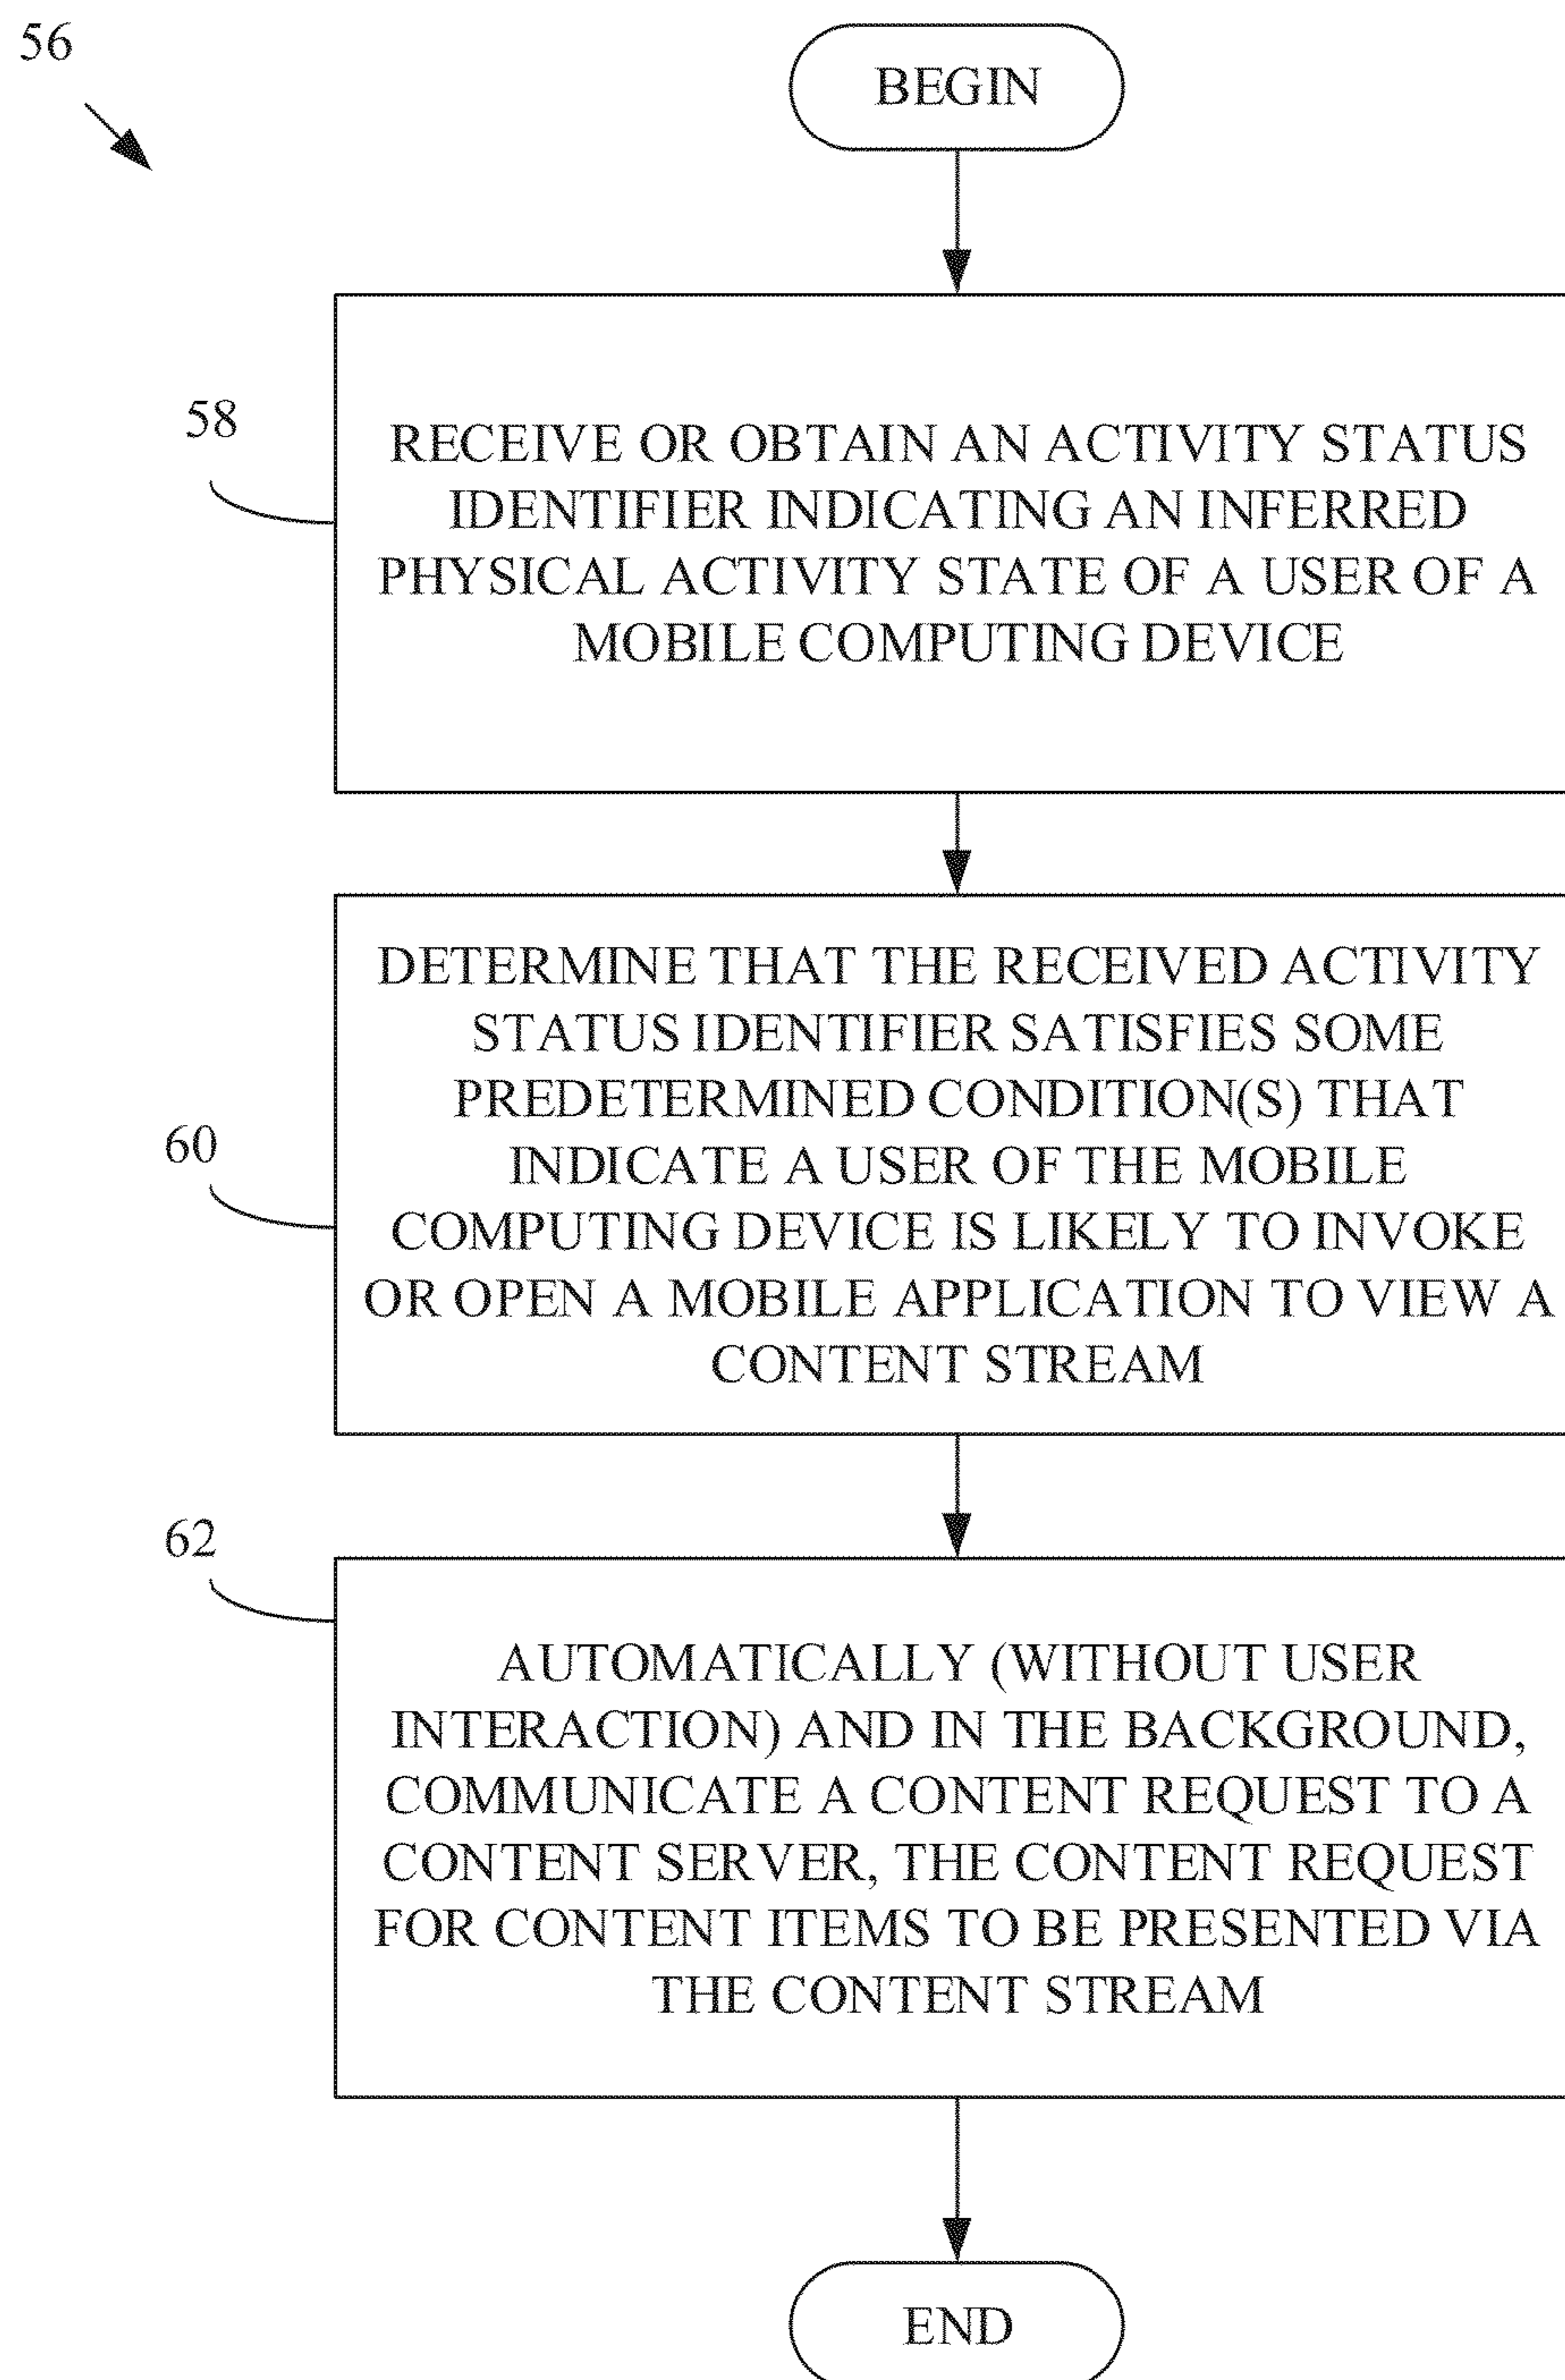 56
BEGIN
58
RECEIVE OR OBTAIN AN ACTIVITY STATUS
IDENTIFIER INDICATING AN INFERRED
PHYSICAL ACTIVITY STATE OF A USER OF A
MOBILE COMPUTING DEVICE
60
DETERMINE THAT THE RECEIVED ACTIVITY
STATUS IDENTIFIER SATISFIES SOME
PREDETERMINED CONDITION(S) THAT
INDICATE A USER OF THE MOBILE
COMPUTING DEVICE IS LIKELY TO INVOKE
OR OPEN A MOBILE APPLICATION TO VIEW A
CONTENT STREAM
62
AUTOMATICALLY (WITHOUT USER
INTERACTION) AND IN THE BACKGROUND,
COMMUNICATE A CONTENT REQUEST TO A
CONTENT SERVER, THE CONTENT REQUEST
FOR CONTENT ITEMS TO BE PRESENTED VIA
THE CONTENT STREAM
END